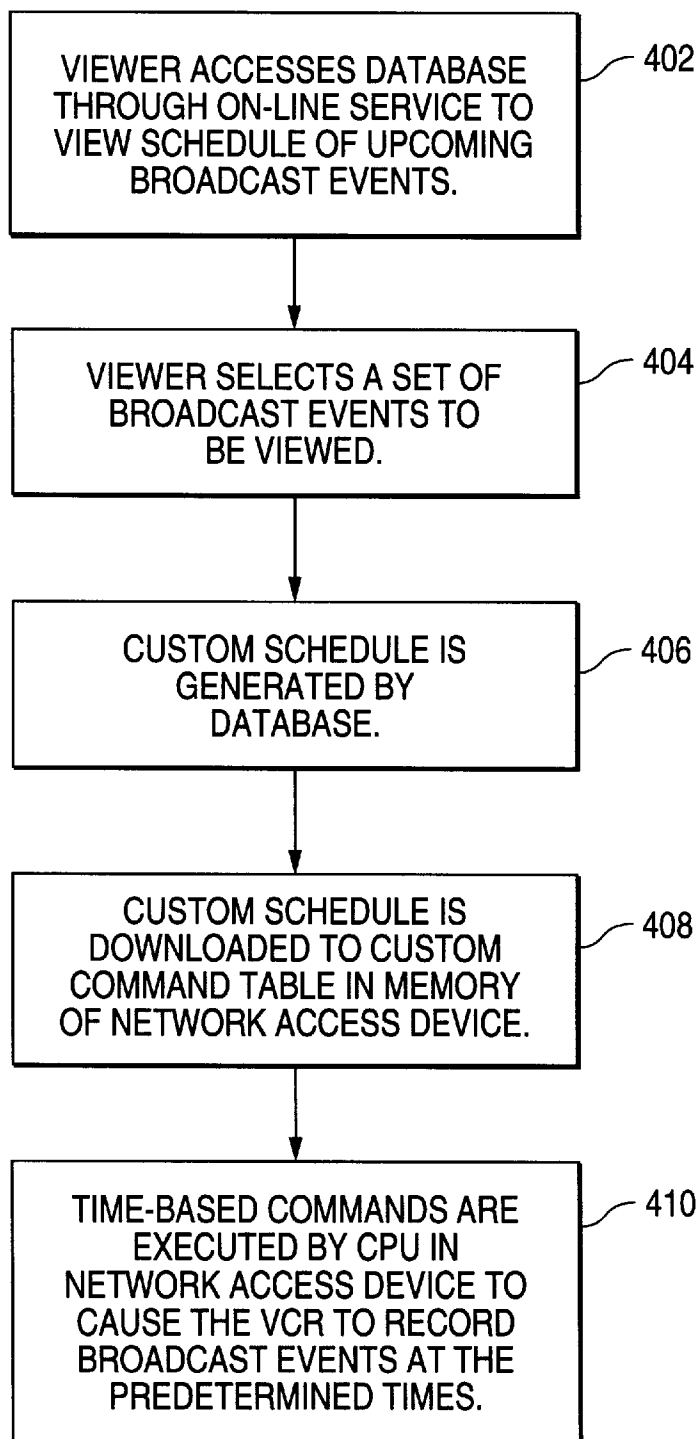 VIEWER ACCESSES DATABASE
THROUGH ON-LINE SERVICE TO
VIEW SCHEDULE OF UPCOMING
BROADCAST EVENTS.
402
VIEWER SELECTS A SET OF
BROADCAST EVENTS TO
BE VIEWED.
404
CUSTOM SCHEDULE IS
GENERATED BY
DATABASE.
406
CUSTOM SCHEDULE IS
DOWNLOADED TO CUSTOM
COMMAND TABLE IN MEMORY
OF NETWORK ACCESS DEVICE.
408
TIME-BASED COMMANDS ARE
EXECUTED BY CPU IN
NETWORK ACCESS DEVICE TO
CAUSE THE VCR TO RECORD
BROADCAST EVENTS AT THE
PREDETERMINED TIMES.
410